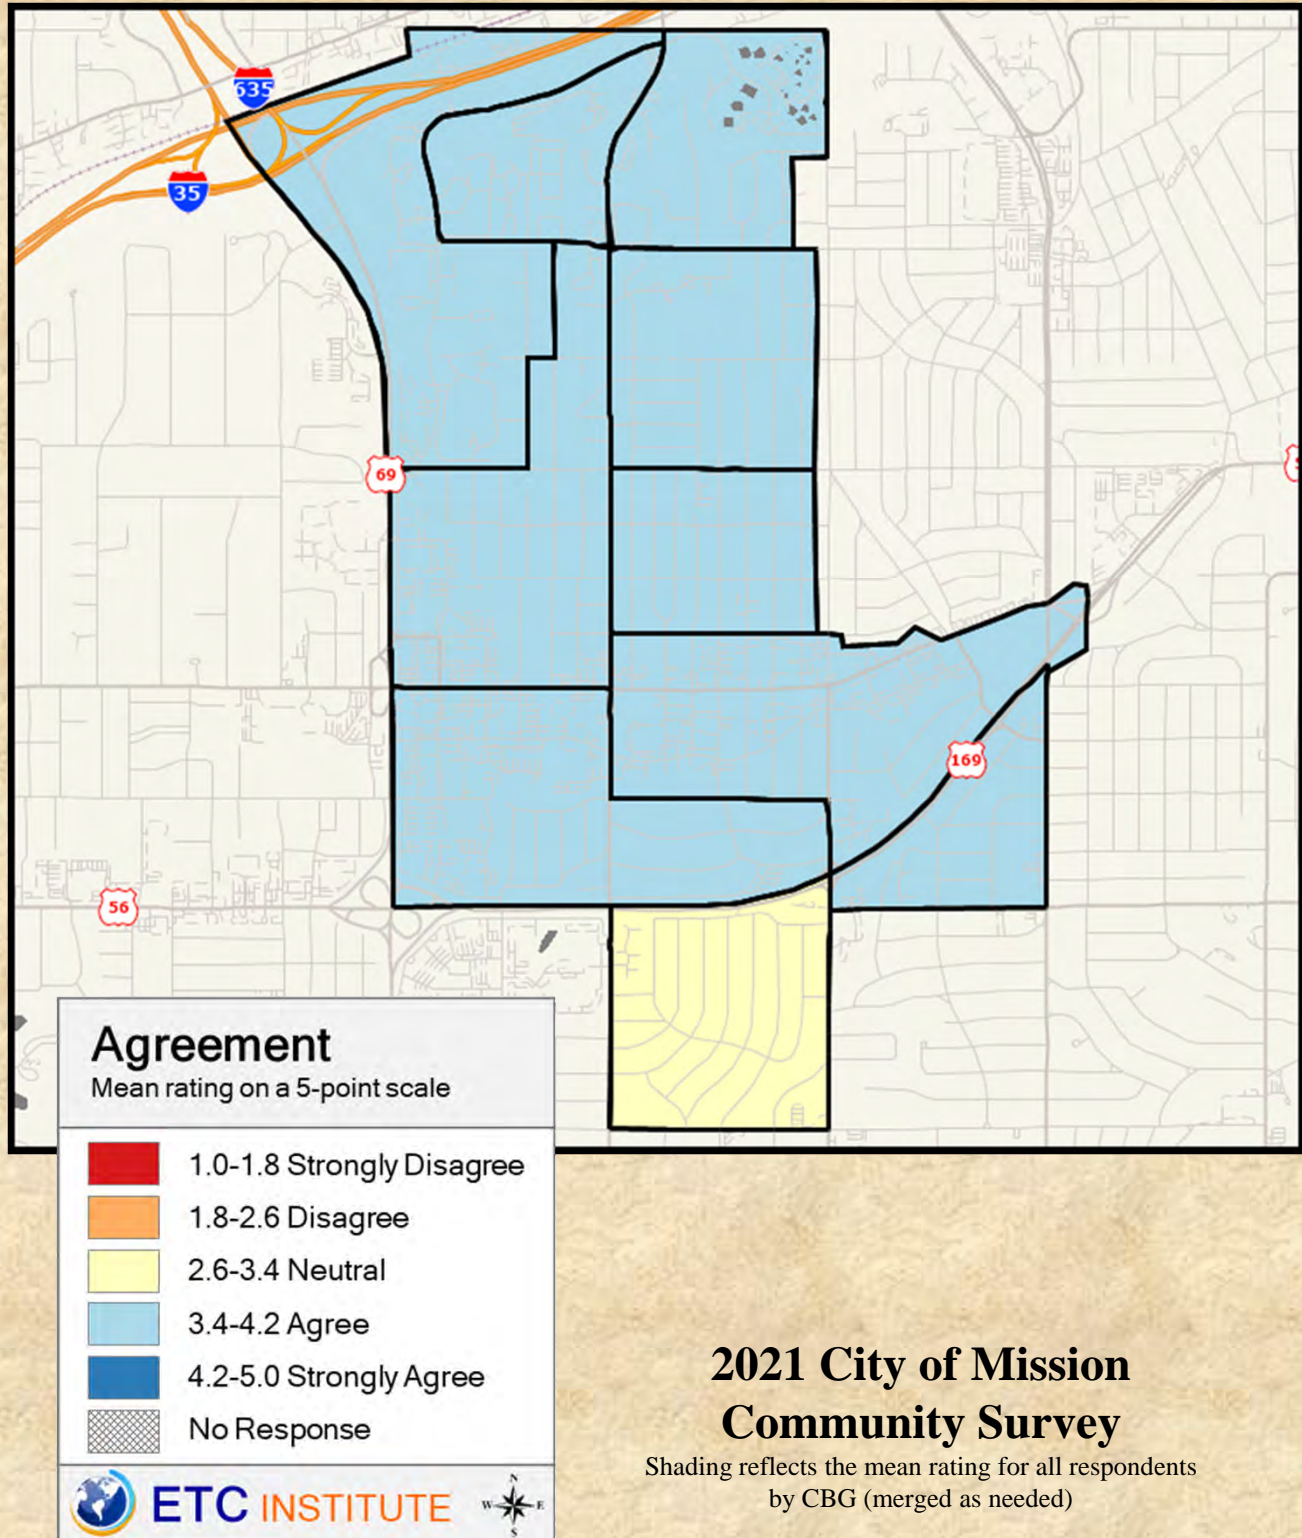 635
35
69
169
56
Agreement
Mean rating on a 5-point scale
1.0-1.8 Strongly Disagree
1.8-2.6 Disagree
2.6-3.4 Neutral
3.4-4.2 Agree
4.2-5.0 Strongly Agree
No Response
ETC INSTITUTE
N
W E
S
2021 City of Mission
Community Survey
Shading reflects the mean rating for all respondents
by CBG (merged as needed)